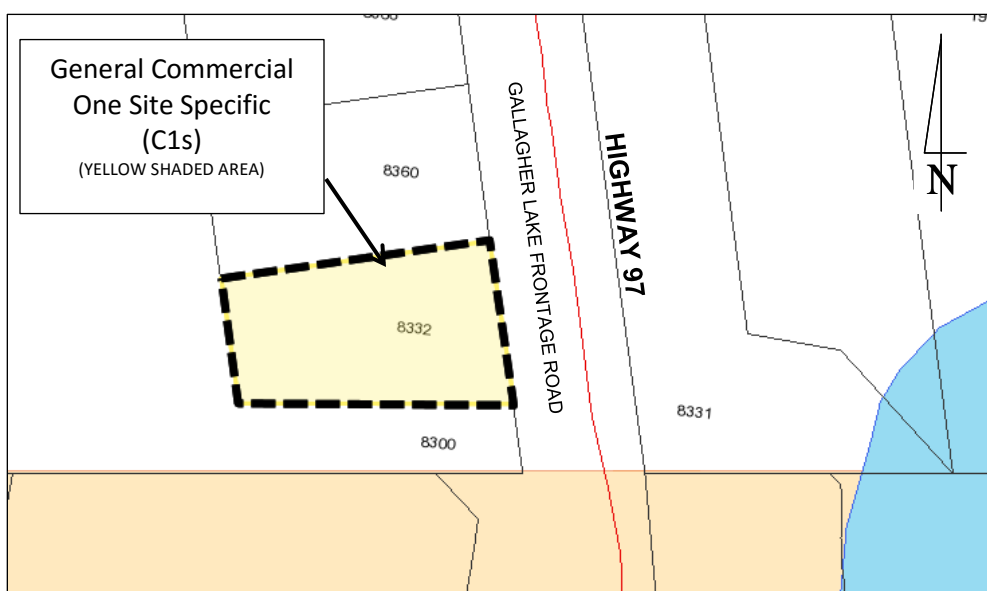 General Commercial
One Site Specific
(C1s)
(YELLOW SHADED AREA)
8360
GALLAGHER LAKE FRONTAGE ROAD
HIGHWAY 97
N
8332
8331
8300